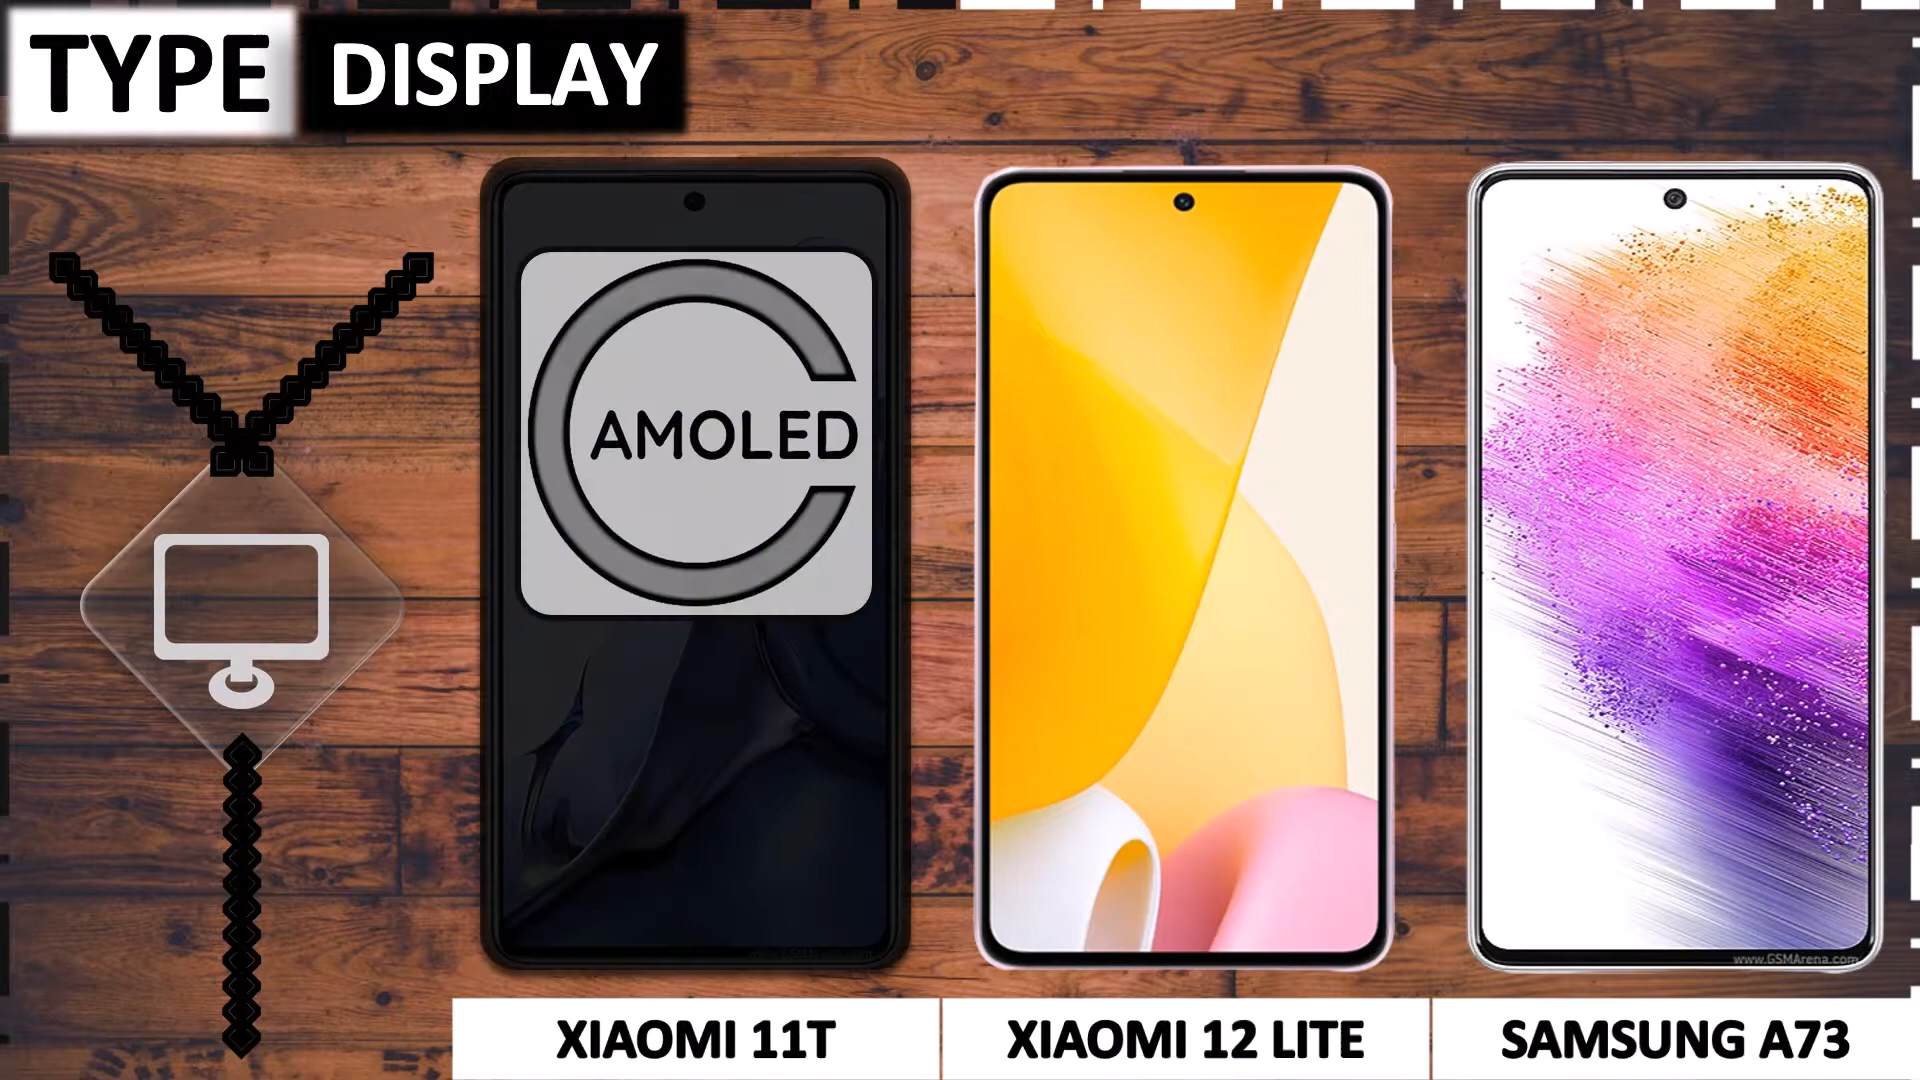 TYPE DISPLAY
AMOLED
www.GSMArena.com
XIAOMI 11T
XIAOMI 12 LITE
SAMSUNG A73